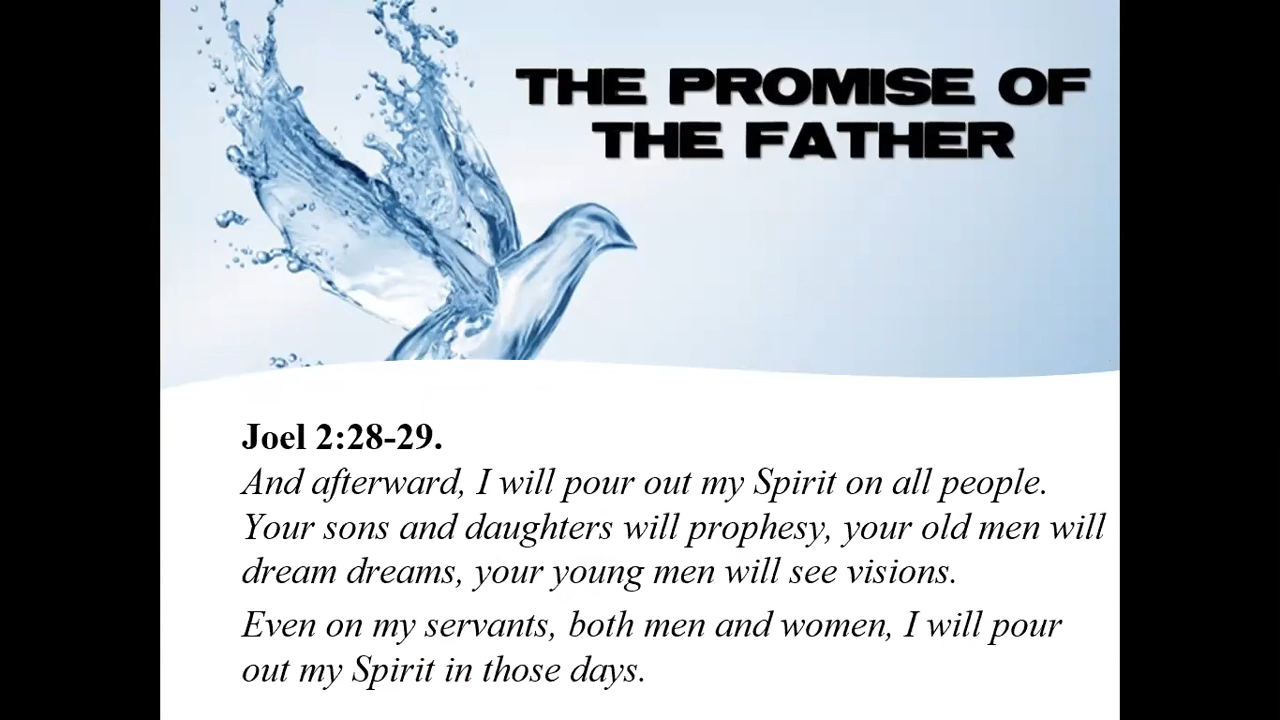 THE PROMISE OF
THE FATHER
Joel 2:28-29.
And afterward, I will pour out my Spirit on all people.
Your sons and daughters will prophesy, your old men will
dream dreams, your young men will see visions.
Even on my servants, both men and women, I will pour
out my Spirit in those days.